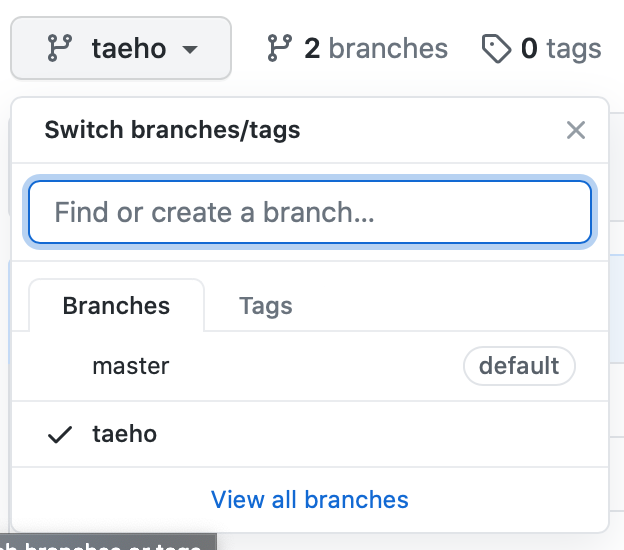 taeho 2 branches 0 tags
Switch branches/tags
Find or create a branch...
Branches Tags
master default
taeho
View all branches
branches or tags